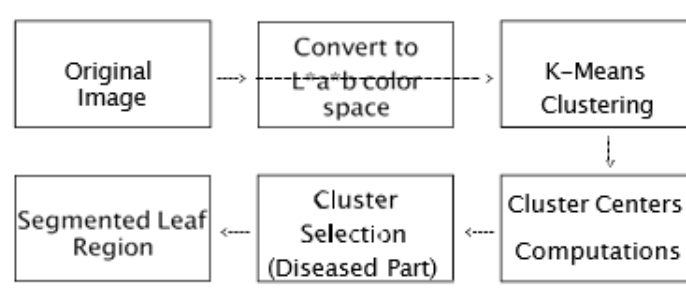 Original
Image
Convert to
L*a*b color
space
K-Means
Clustering
Segmented Leaf
Region
Cluster
Selection
(Diseased Part)
Cluster Centers
Computations